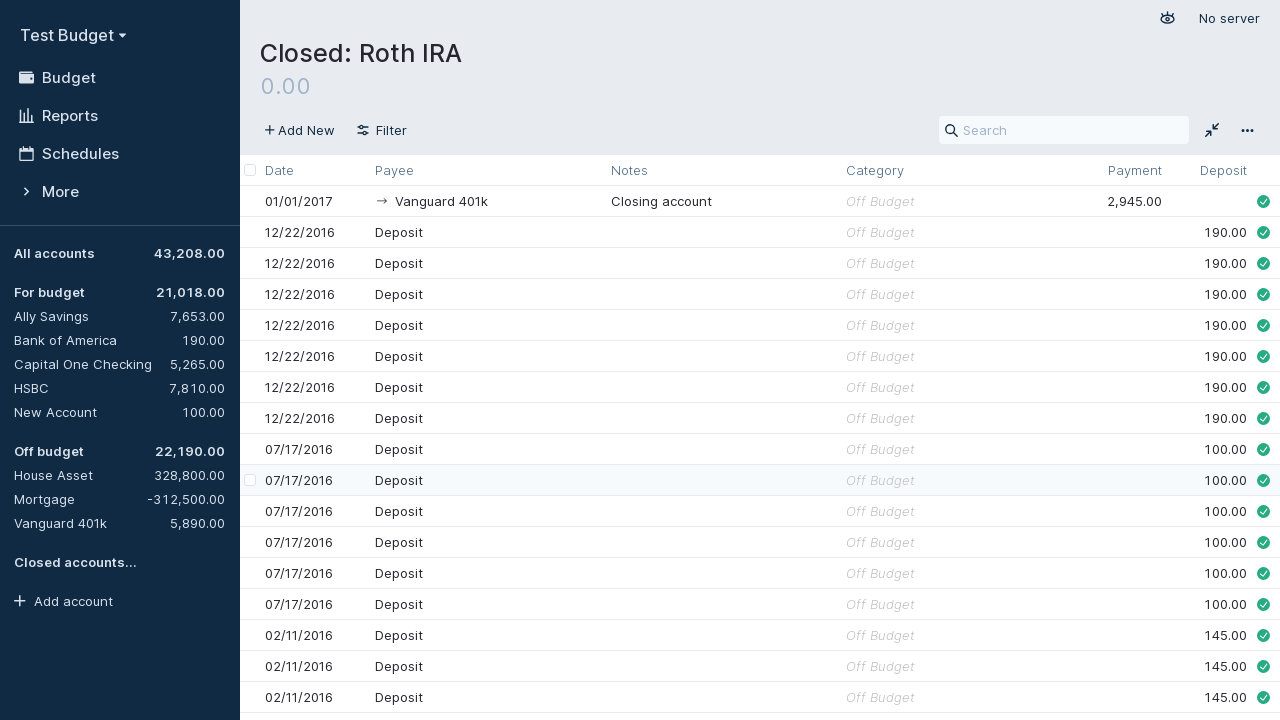 Test Budget
Budget
Reports
Schedules
More
All accounts 43,208.00
For budget 21,018.00
Ally Savings 7,653.00
Bank of America 190.00
Capital One Checking 5,265.00
HSBC 7,810.00
New Account 100.00
Off budget 22,190.00
House Asset 328,800.00
Mortgage -312,500.00
Vanguard 401k 5,890.00
Closed accounts...
Add account
No server
Closed: Roth IRA
0.00
Add New Filter Search
Date Payee Notes Category Payment Deposit
01/01/2017 → Vanguard 401k Closing account Off Budget 2,945.00
12/22/2016 Deposit Off Budget 190.00
12/22/2016 Deposit Off Budget 190.00
12/22/2016 Deposit Off Budget 190.00
12/22/2016 Deposit Off Budget 190.00
12/22/2016 Deposit Off Budget 190.00
12/22/2016 Deposit Off Budget 190.00
12/22/2016 Deposit Off Budget 190.00
07/17/2016 Deposit Off Budget 100.00
07/17/2016 Deposit Off Budget 100.00
07/17/2016 Deposit Off Budget 100.00
07/17/2016 Deposit Off Budget 100.00
07/17/2016 Deposit Off Budget 100.00
07/17/2016 Deposit Off Budget 100.00
02/11/2016 Deposit Off Budget 145.00
02/11/2016 Deposit Off Budget 145.00
02/11/2016 Deposit Off Budget 145.00